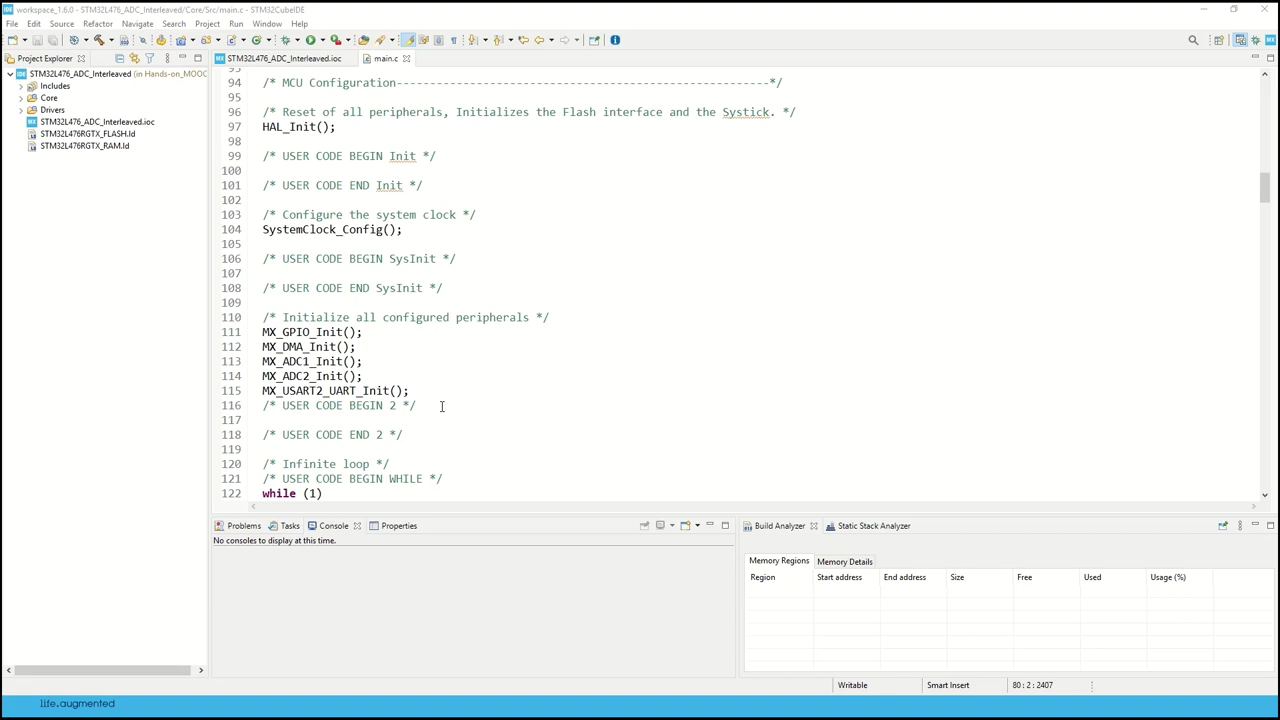 workspace_1.6.0 - STM32L476_ADC_Interleaved/Core/Src/main.c - STM32CubeIDE
File Edit Source Refactor Navigate Search Project Run Window Help
Project Explorer
STM32L476_ADC_Interleaved.ioc main.c
STM32L476_ADC_Interleaved (in Hands-on_MOOC
Includes
Core
Drivers
STM32L476_ADC_Interleaved.ioc
STM32L476RGTX_FLASH.ld
STM32L476RGTX_RAM.ld
94 /* MCU Configuration--------------------------------------------------------*/
95
96 /* Reset of all peripherals, Initializes the Flash interface and the Systick. */
97 HAL_Init();
98
99 /* USER CODE BEGIN Init */
100
101 /* USER CODE END Init */
102
103 /* Configure the system clock */
104 SystemClock_Config();
105
106 /* USER CODE BEGIN SysInit */
107
108 /* USER CODE END SysInit */
109
110 /* Initialize all configured peripherals */
111 MX_GPIO_Init();
112 MX_DMA_Init();
113 MX_ADC1_Init();
114 MX_ADC2_Init();
115 MX_USART2_UART_Init();
116 /* USER CODE BEGIN 2 */
117
118 /* USER CODE END 2 */
119
120 /* Infinite loop */
121 /* USER CODE BEGIN WHILE */
122 while (1)
Problems Tasks Console Properties
No consoles to display at this time.
Build Analyzer Static Stack Analyzer
Memory Regions Memory Details
Region Start address End address Size Free Used Usage (%)
Writable Smart Insert 80 : 2 : 2407
life.augmented